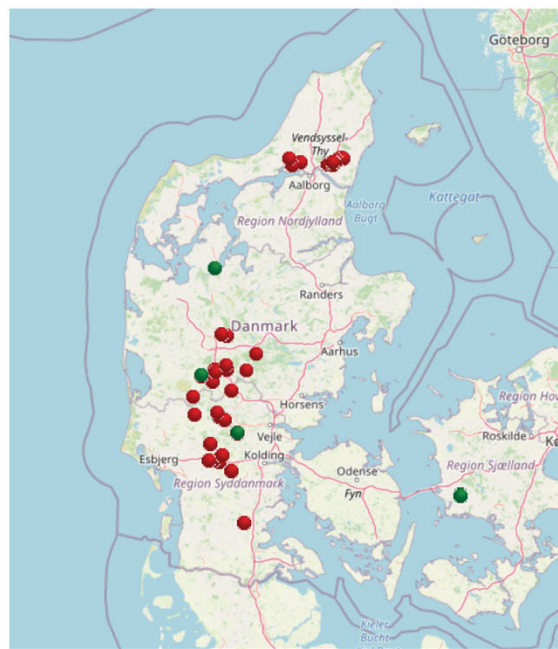 Göteborg
Vendsyssel-
Thy
Aalborg
Aalborg
Bugt
Kattegat
Region Nordjylland
Randers
Danmark
Aarhus
Horsens
Region Hov
Roskilde
Vejle
Esbjerg
Kolding
Odense
Region Sjælland
Region Syddanmark
Fyn
Kieler
Bucht